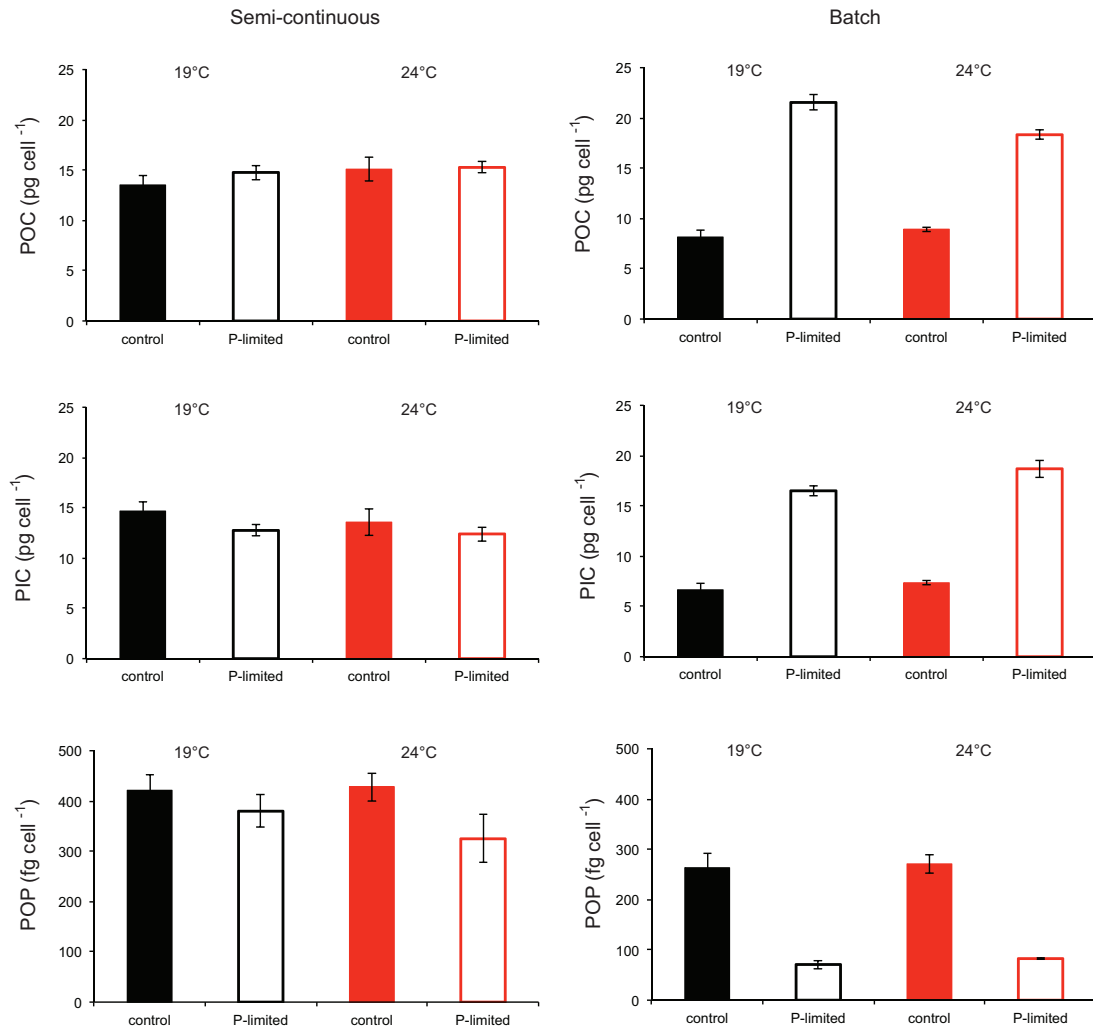 Semi-continuous
Batch
19°C 24°C
25
20
15
10
5
0
POC (pg cell -1)
control P-limited control P-limited
19°C 24°C
25
20
15
10
5
0
POC (pg cell -1)
control P-limited control P-limited
19°C 24°C
25
20
15
10
5
0
PIC (pg cell -1)
control P-limited control P-limited
19°C 24°C
25
20
15
10
5
0
PIC (pg cell -1)
control P-limited control P-limited
19°C 24°C
500
400
300
200
100
0
POP (fg cell -1)
control P-limited control P-limited
19°C 24°C
500
400
300
200
100
0
POP (fg cell -1)
control P-limited control P-limited